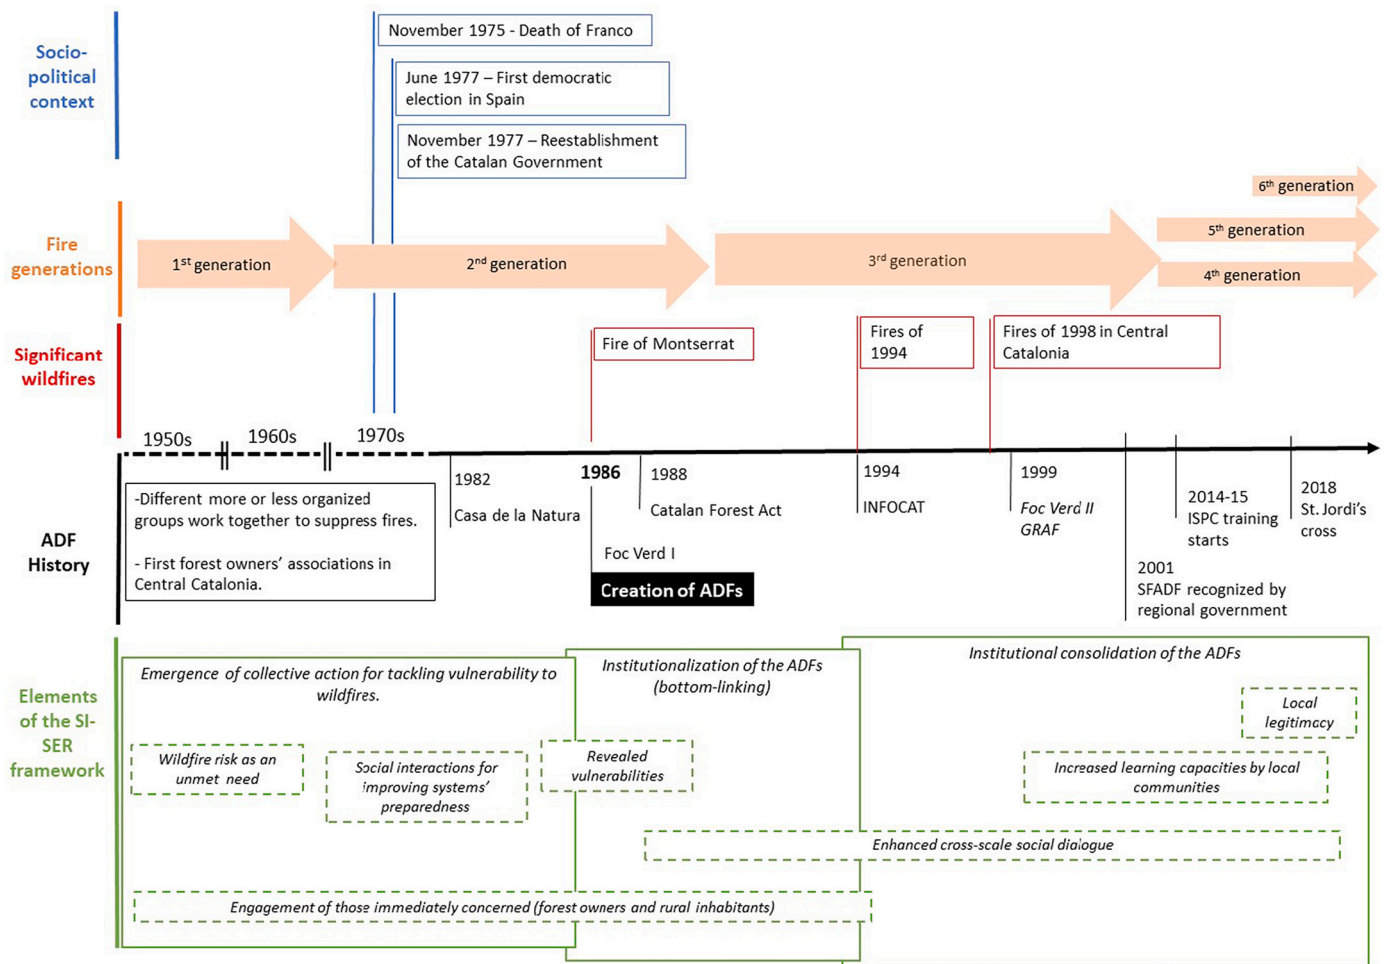 Socio-
political
context
November 1975 - Death of Franco
June 1977 – First democratic
election in Spain
November 1977 – Reestablishment
of the Catalan Government
Fire
generations
1st generation
2nd generation
3rd generation
6th generation
5th generation
4th generation
Significant
wildfires
Fire of Montserrat
Fires of
1994
Fires of 1998 in Central
Catalonia
1950s
1960s
1970s
ADF
History
-Different more or less organized
groups work together to suppress fires.
- First forest owners' associations in
Central Catalonia.
1982
Casa de la Natura
1986
Foc Verd I
Creation of ADFs
1988
Catalan Forest Act
1994
INFOCAT
1999
Foc Verd II
GRAF
2001
SFADF recognized by
regional government
2014-15
ISPC training
starts
2018
St. Jordi's
cross
Elements
of the SI-
SER
framework
Emergence of collective action for tackling vulnerability to
wildfires.
Institutionalization of the ADFs
(bottom-linking)
Institutional consolidation of the ADFs
Wildfire risk as an
unmet need
Social interactions for
improving systems'
preparedness
Revealed
vulnerabilities
Local
legitimacy
Increased learning capacities by local
communities
Enhanced cross-scale social dialogue
Engagement of those immediately concerned (forest owners and rural inhabitants)